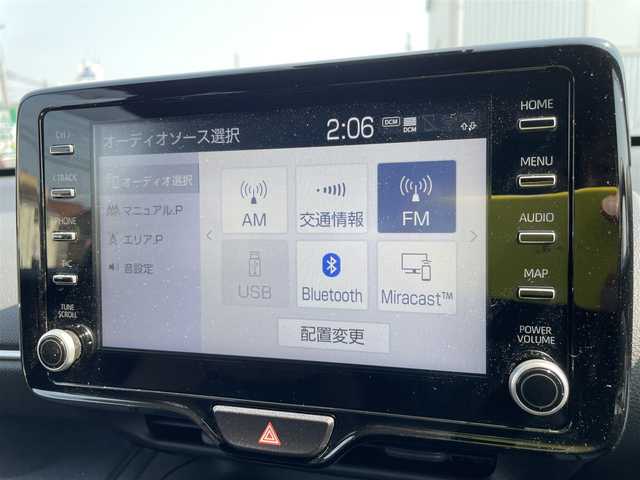 オーディオソース選択
2:06
DCM
DCM
オーディオ選択
マニュアル.P
エリア.P
音設定
AM
交通情報
FM
USB
Bluetooth
Miracast™
配置変更
PHONE
TUNE
SCROLL
HOME
MENU
AUDIO
MAP
POWER
VOLUME